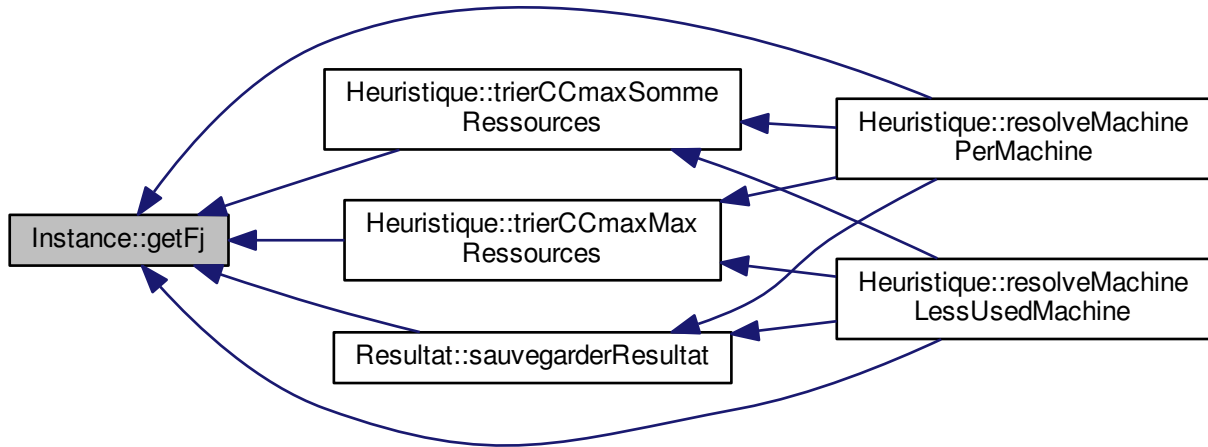 Instance::getFj
Heuristique::trierCCmaxSomme
Ressources
Heuristique::trierCCmaxMax
Ressources
Resultat::sauvegarderResultat
Heuristique::resolveMachine
PerMachine
Heuristique::resolveMachine
LessUsedMachine